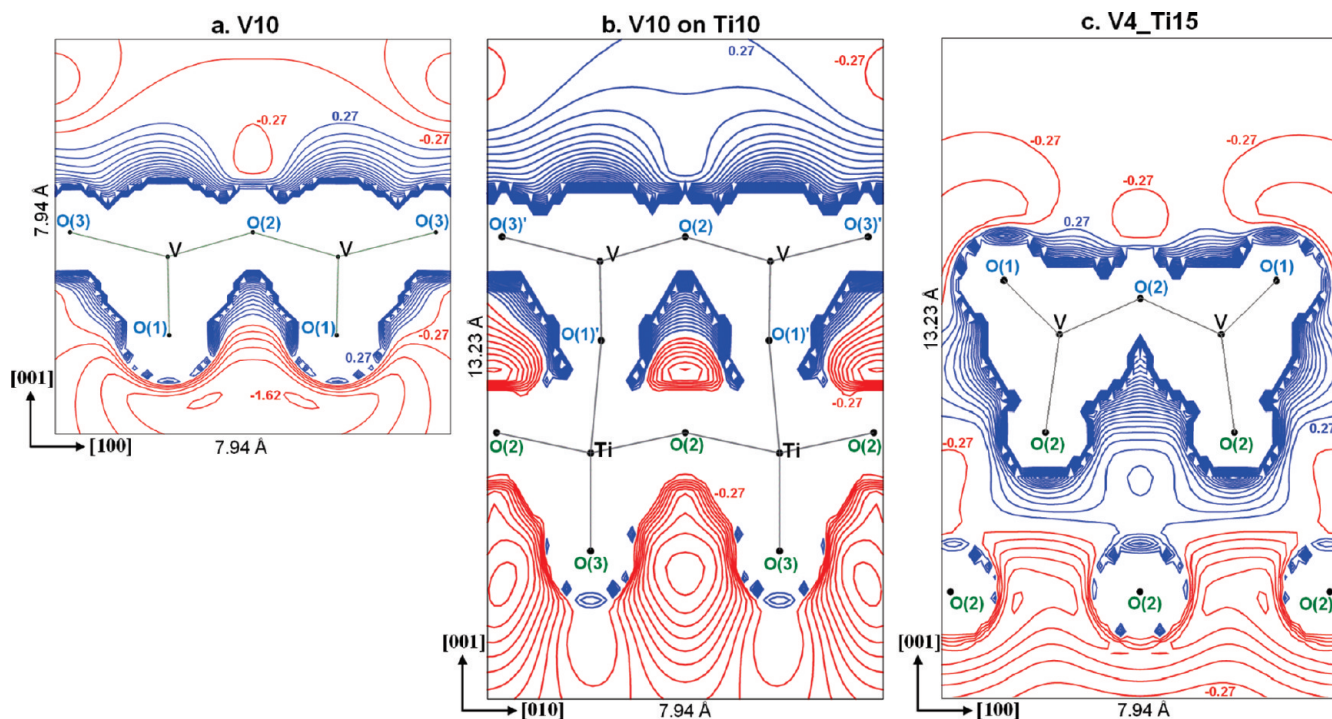 a. V10
-0.27
0.27
-0.27
7.94 Å
O(3)
O(2)
O(3)
V
V
O(1)
O(1)
-0.27
0.27
-1.62
[001]
[100]
7.94 Å
b. V10 on Ti10
0.27
-0.27
O(3)'
O(2)
O(3)'
V
V
13.23 Å
O(1)'
O(1)'
-0.27
O(2)
O(2)
O(2)
Ti
Ti
-0.27
O(3)
O(3)
[001]
[010]
7.94 Å
c. V4_Ti15
-0.27
-0.27
-0.27
0.27
O(1)
O(1)
O(2)
13.23 Å
V
V
O(2)
O(2)
-0.27
0.27
O(2)
O(2)
O(2)
[001]
-0.27
[100]
7.94 Å